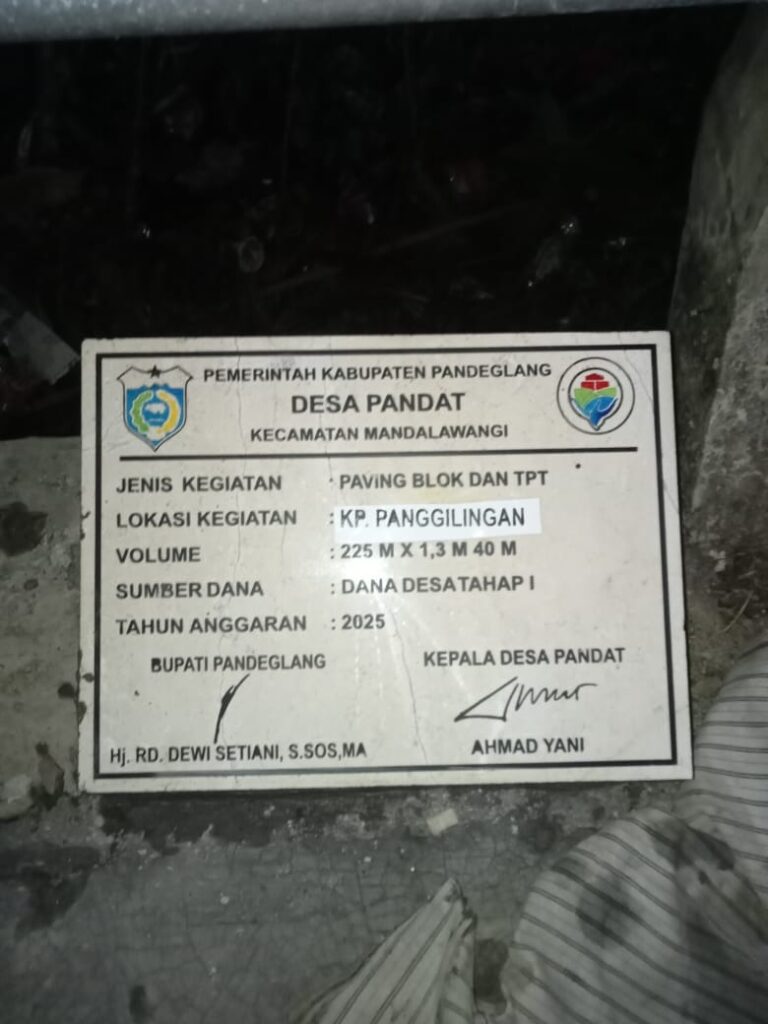 PEMERINTAH KABUPATEN PANDEGLANG
DESA PANDAT
KECAMATAN MANDALAWANGI
JENIS KEGIATAN : PAVING BLOK DAN TPT
LOKASI KEGIATAN : KP. PANGGILINGAN
VOLUME : 225 M X 1,3 M 40 M
SUMBER DANA : DANA DESA TAHAP I
TAHUN ANGGARAN : 2025
BUPATI PANDEGLANG KEPALA DESA PANDAT
Hj. RD. DEWI SETIANI, S.SOS,MA AHMAD YANI